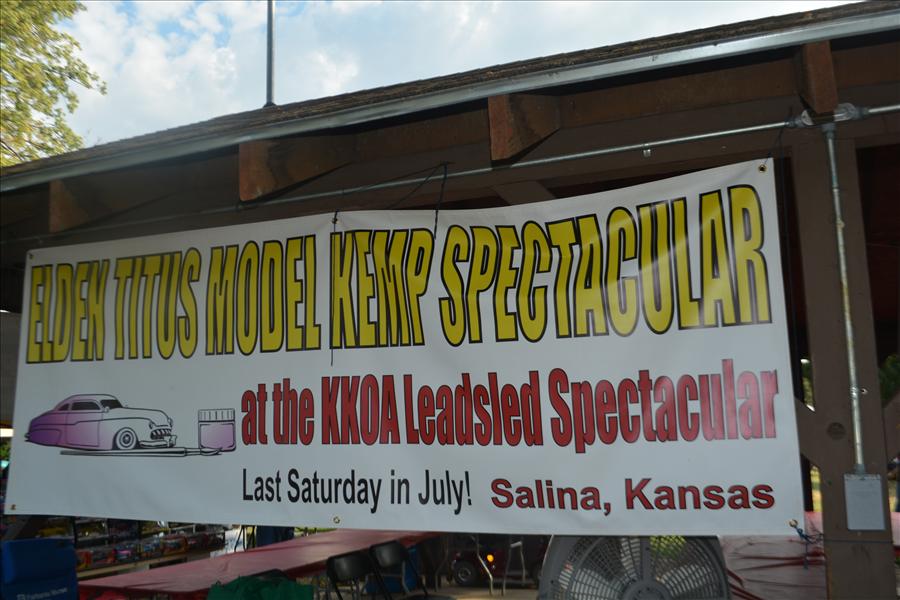 ELDEN TITUS MODEL KEMP SPECTACULAR
at the KKOA Leadsled Spectacular
Last Saturday in July! Salina, Kansas